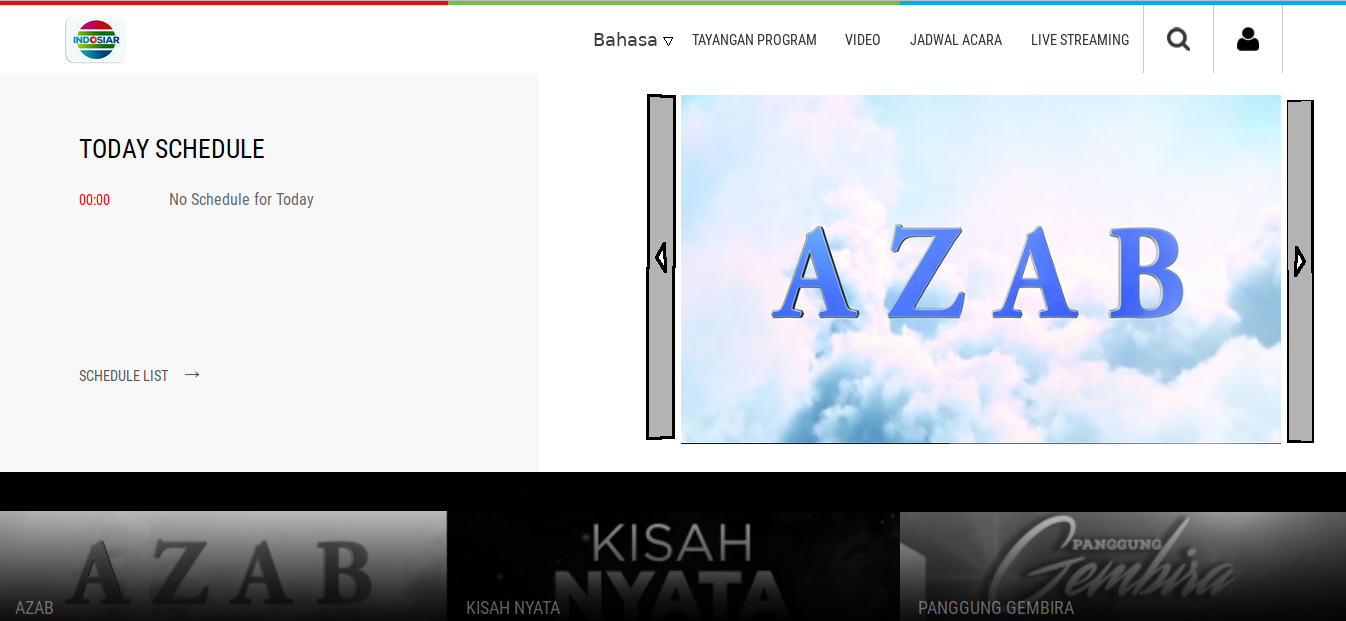 INDOSIAR
Bahasa TAYANGAN PROGRAM VIDEO JADWAL ACARA LIVE STREAMING
TODAY SCHEDULE
00:00 No Schedule for Today
SCHEDULE LIST →
AZAB
AZAB
AZAB
KISAH
NYATA
KISAH NYATA
PANGGUNG
Gembira
PANGGUNG GEMBIRA